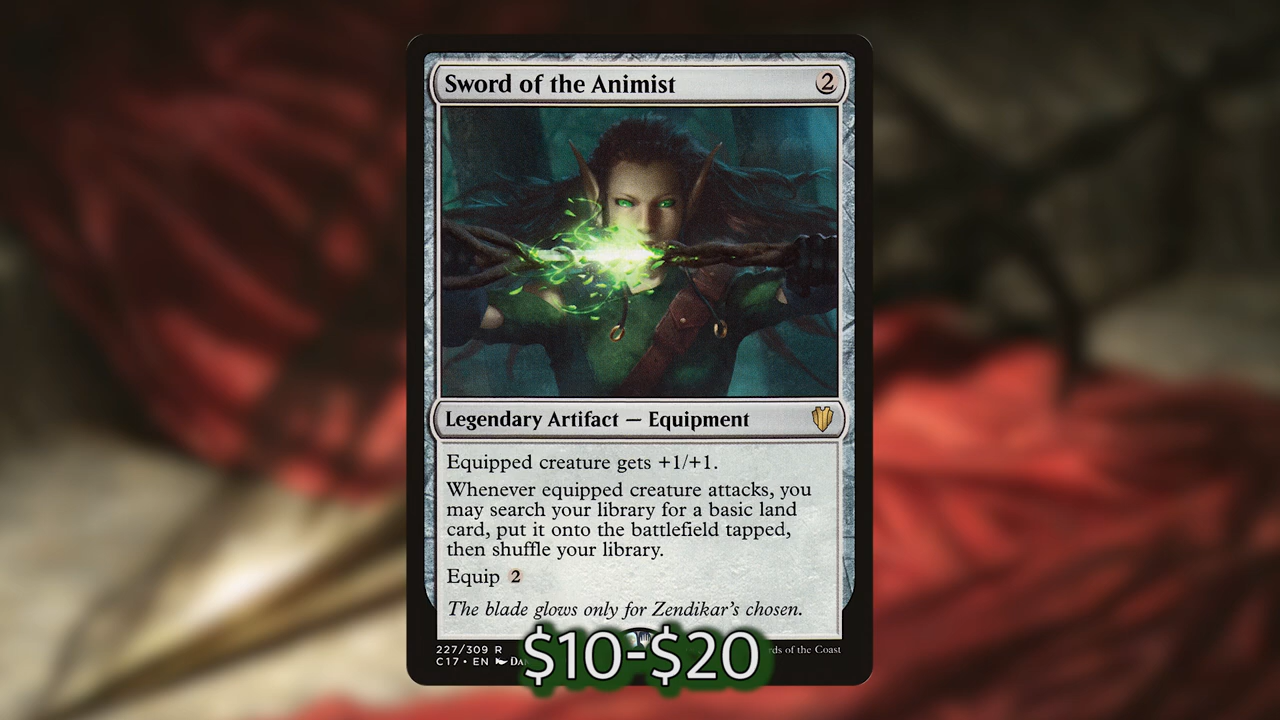 Sword of the Animist 2
Legendary Artifact — Equipment
Equipped creature gets +1/+1.
Whenever equipped creature attacks, you
may search your library for a basic land
card, put it onto the battlefield tapped,
then shuffle your library.
Equip 2
The blade glows only for Zendikar's chosen.
227/309 R
C17 • EN
of the Coast
$10-$20